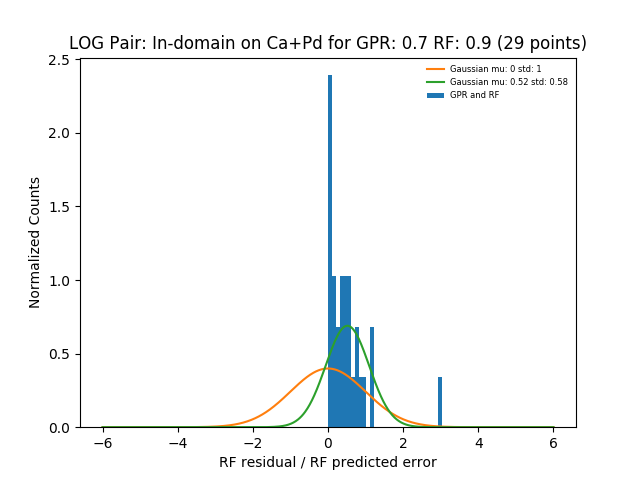 LOG Pair: In-domain on Ca+Pd for GPR: 0.7 RF: 0.9 (29 points)
Gaussian mu: 0 std: 1
Gaussian mu: 0.52 std: 0.58
GPR and RF
Normalized Counts
2.5
2.0
1.5
1.0
0.5
0.0
−6 −4 −2 0 2 4 6
RF residual / RF predicted error